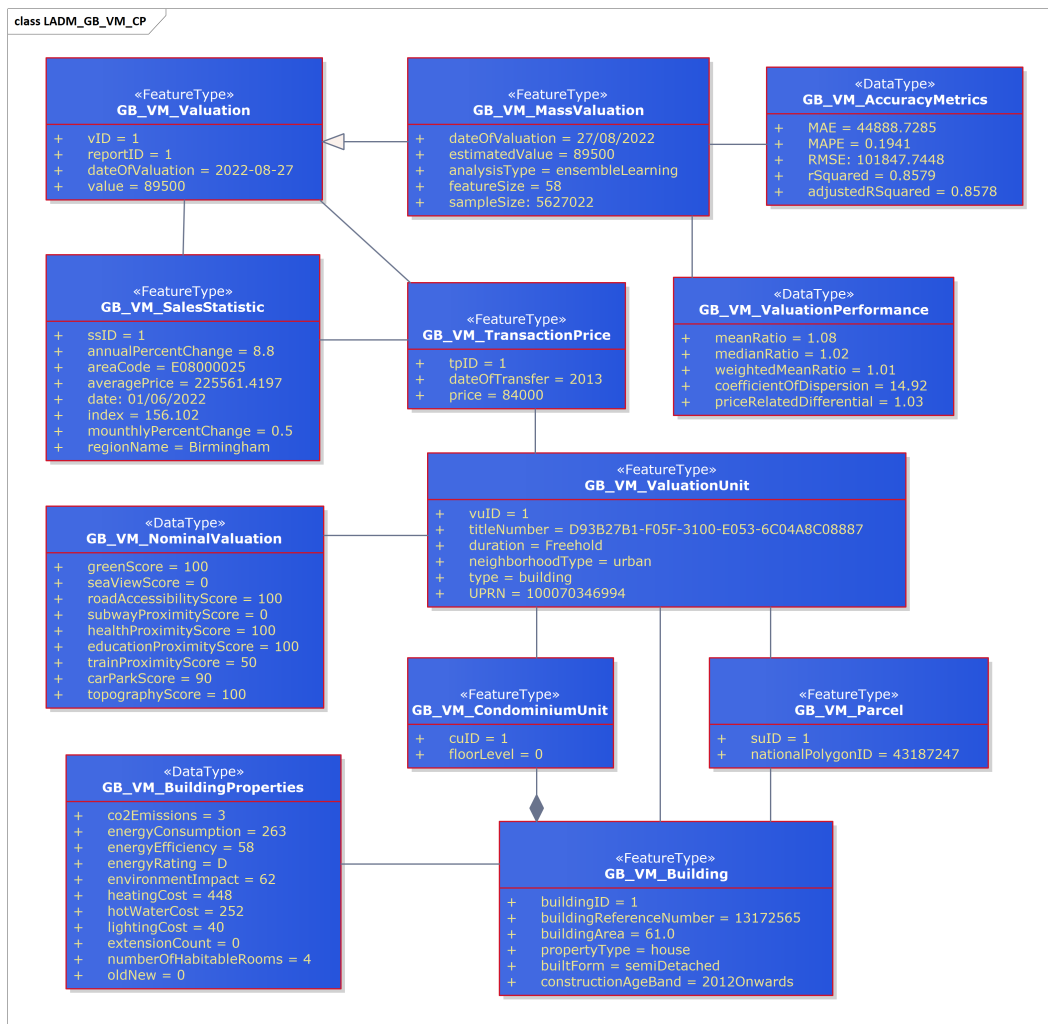 class LADM_GB_VM_CP
«FeatureType»
GB_VM_Valuation
+ vID = 1
+ reportID = 1
+ dateOfValuation = 2022-08-27
+ value = 89500
«FeatureType»
GB_VM_MassValuation
+ dateOfValuation = 27/08/2022
+ estimatedValue = 89500
+ analysisType = ensembleLearning
+ featureSize = 58
+ sampleSize: 5627022
«DataType»
GB_VM_AccuracyMetrics
+ MAE = 44888.7285
+ MAPE = 0.1941
+ RMSE: 101847.7448
+ rSquared = 0.8579
+ adjustedRSquared = 0.8578
«FeatureType»
GB_VM_SalesStatistic
+ ssID = 1
+ annualPercentChange = 8.8
+ areaCode = E08000025
+ averagePrice = 225561.4197
+ date: 01/06/2022
+ index = 156.102
+ mounthlyPercentChange = 0.5
+ regionName = Birmingham
«FeatureType»
GB_VM_TransactionPrice
+ tpID = 1
+ dateOfTransfer = 2013
+ price = 84000
«DataType»
GB_VM_ValuationPerformance
+ meanRatio = 1.08
+ medianRatio = 1.02
+ weightedMeanRatio = 1.01
+ coefficientOfDispersion = 14.92
+ priceRelatedDifferential = 1.03
«FeatureType»
GB_VM_ValuationUnit
+ vuID = 1
+ titleNumber = D93B27B1-F05F-3100-E053-6C04A8C08887
+ duration = Freehold
+ neighborhoodType = urban
+ type = building
+ UPRN = 100070346994
«DataType»
GB_VM_NominalValuation
+ greenScore = 100
+ seaViewScore = 0
+ roadAccessibilityScore = 100
+ subwayProximityScore = 0
+ healthProximityScore = 100
+ educationProximityScore = 100
+ trainProximityScore = 50
+ carParkScore = 90
+ topographyScore = 100
«FeatureType»
GB_VM_CondominiumUnit
+ cuID = 1
+ floorLevel = 0
«FeatureType»
GB_VM_Parcel
+ suID = 1
+ nationalPolygonID = 43187247
«DataType»
GB_VM_BuildingProperties
+ co2Emissions = 3
+ energyConsumption = 263
+ energyEfficiency = 58
+ energyRating = D
+ environmentImpact = 62
+ heatingCost = 448
+ hotWaterCost = 252
+ lightingCost = 40
+ extensionCount = 0
+ numberOfHabitableRooms = 4
+ oldNew = 0
«FeatureType»
GB_VM_Building
+ buildingID = 1
+ buildingReferenceNumber = 13172565
+ buildingArea = 61.0
+ propertyType = house
+ builtForm = semiDetached
+ constructionAgeBand = 2012Onwards